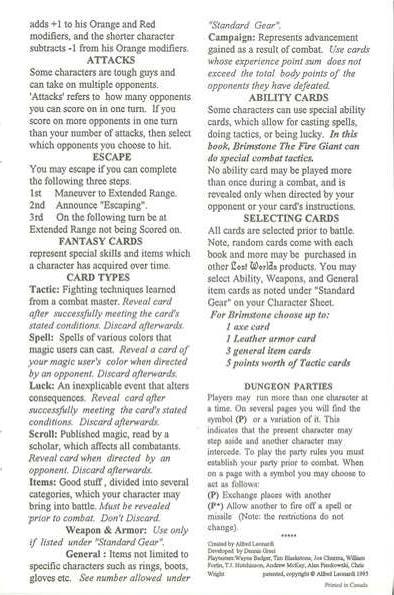 adds +1 to his Orange and Red
modifiers, and the shorter character
subtracts -1 from his Orange modifiers.
ATTACKS
Some characters are tough guys and
can take on multiple opponents.
'Attacks' refers to how many opponents
you can score on in one turn. If you
score on more opponents in one turn
than your number of attacks, then select
which opponents you choose to hit.
ESCAPE
You may escape if you can complete
the following three steps.
1st Maneuver to Extended Range.
2nd Announce "Escaping".
3rd On the following turn be at
Extended Range not being Scored on.
FANTASY CARDS
represent special skills and items which
a character has acquired over time.
CARD TYPES
Tactic: Fighting techniques learned
from a combat master. Reveal card
after successfully meeting the card's
stated conditions. Discard afterwards.
Spell: Spells of various colors that
magic users can cast. Reveal a card of
your magic user's color when directed
by an opponent. Discard afterwards.
Luck: An inexplicable event that alters
consequences. Reveal card after
successfully meeting the card's stated
conditions. Discard afterwards.
Scroll: Published magic, read by a
scholar, which affects all combatants.
Reveal card when directed by an
opponent. Discard afterwards.
Items: Good stuff , divided into several
categories, which your character may
bring into battle. Must be revealed
prior to combat. Don't Discard.
Weapon & Armor: Use only
if listed under "Standard Gear".
General : Items not limited to
specific characters such as rings, boots,
gloves etc. See number allowed under
"Standard Gear".
Campaign: Represents advancement
gained as a result of combat. Use cards
whose experience point sum does not
exceed the total body points of the
opponents they have defeated.
ABILITY CARDS
Some characters can use special ability
cards, which allow for casting spells,
doing tactics, or being lucky. In this
book, Brimstone The Fire Giant can
do special combat tactics.
No ability card may be played more
than once during a combat, and is
revealed only when directed by your
opponent or your card's instructions.
SELECTING CARDS
All cards are selected prior to battle.
Note, random cards come with each
book and more may be purchased in
other Lost Worlds products. You may
select Ability, Weapons, and General
item cards as noted under "Standard
Gear" on your Character Sheet.
For Brimstone choose up to:
1 axe card
1 Leather armor card
3 general item cards
5 points worth of Tactic cards
DUNGEON PARTIES
Players may run more than one character at
a time. On several pages you will find the
symbol (P) or a variation of it. This
indicates that the present character may
step aside and another character may
intercede. To play the party rules you must
establish your party prior to combat. When
on a page with a symbol you may choose to
act as follows:
(P) Exchange places with another
(P*) Allow another to fire off a spell or
missile (Note: the restrictions do not
change).
*****
Created by Alfred Leonardi
Developed by Dennis Greci
Playtesters: Wayne Badger, Tim Blackstone, Joe Chiazza, William
Fortin, T.J. Hutchinson, Andrew McKay, Alan Pienkowski, Chris
Wright patented, copyright © Alfred Leonardi 1995
Printed in Canada